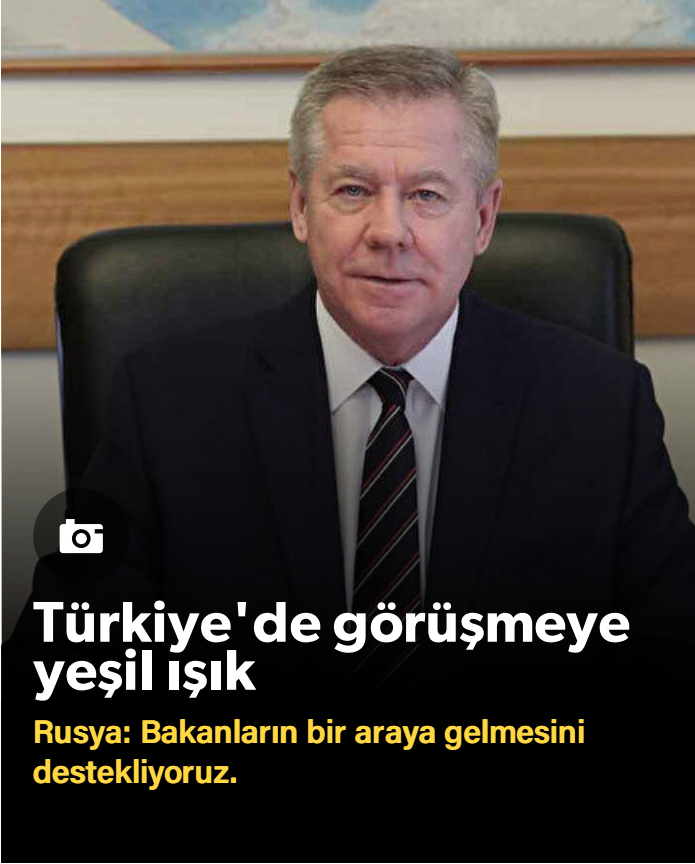 Türkiye'de görüşmeye
yeşil ışık
Rusya: Bakanların bir araya gelmesini
destekliyoruz.